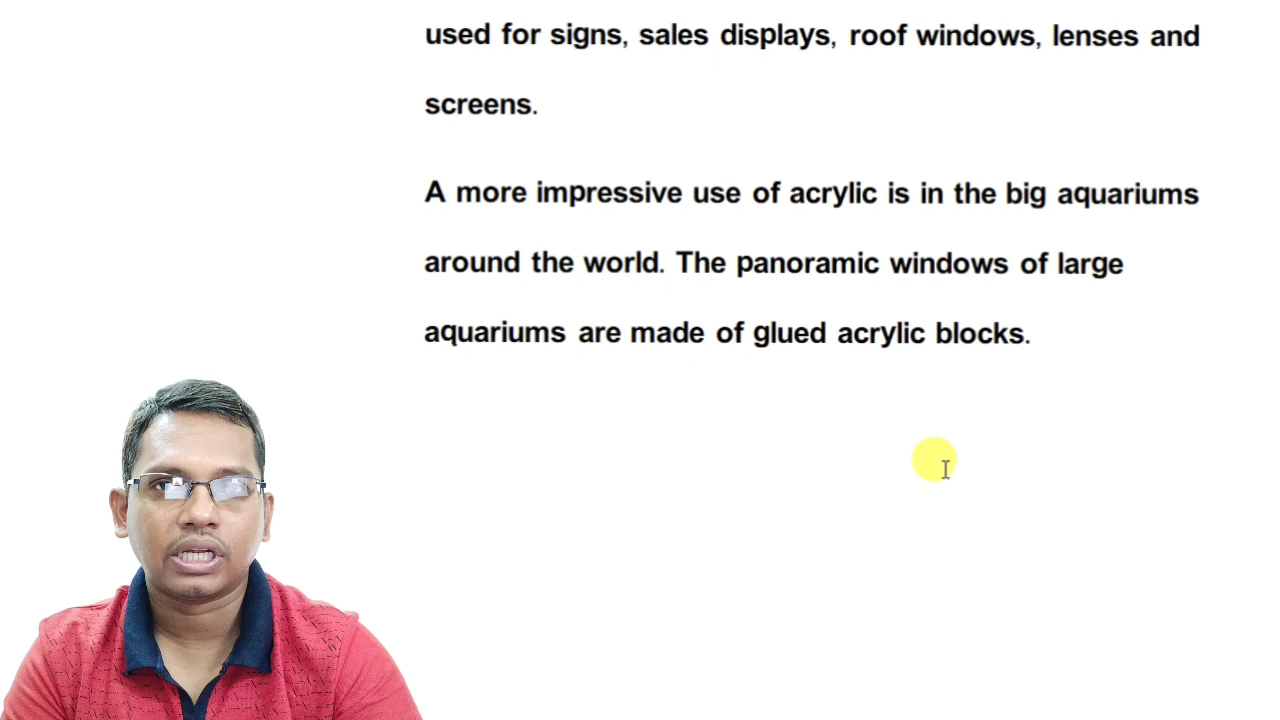 used for signs, sales displays, roof windows, lenses and
screens.
A more impressive use of acrylic is in the big aquariums
around the world. The panoramic windows of large
aquariums are made of glued acrylic blocks.